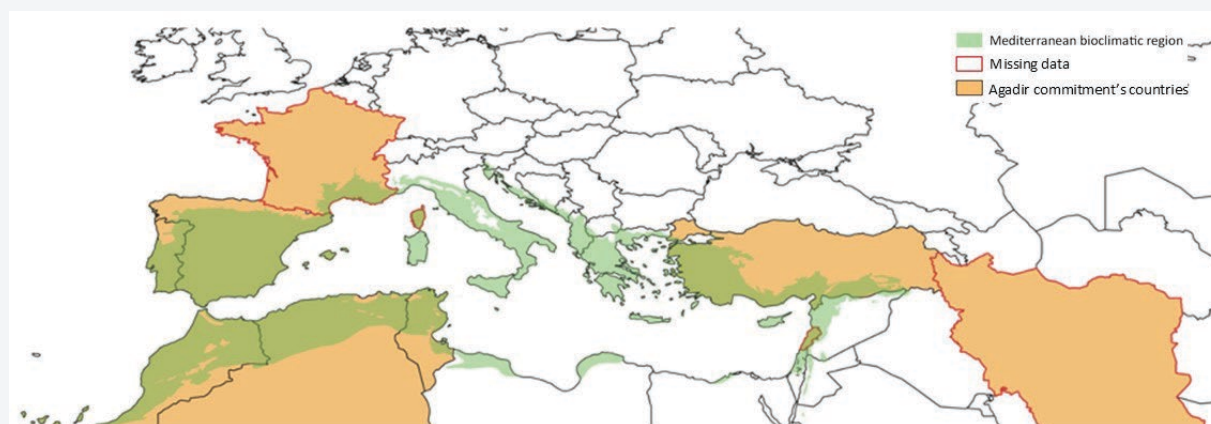 Mediterranean bioclimatic region
Missing data
Agadir commitment's countries